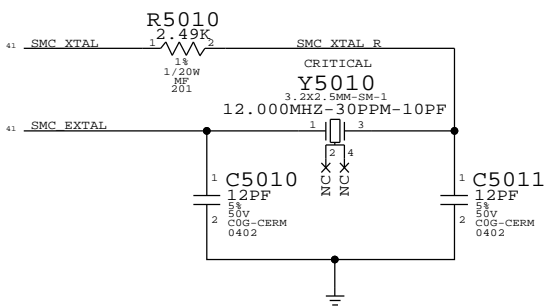 R5010
2.49K
41 SMC_XTAL 1 2 SMC_XTAL_R
1%
1/20W
MF
201
CRITICAL
Y5010
3.2X2.5MM-SM-1
12.000MHZ-30PPM-10PF
41 SMC_EXTAL 1 3
2 4
NC NC
1 C5010
12PF
5%
50V
2 C0G-CERM
0402
1 C5011
12PF
5%
50V
2 C0G-CERM
0402